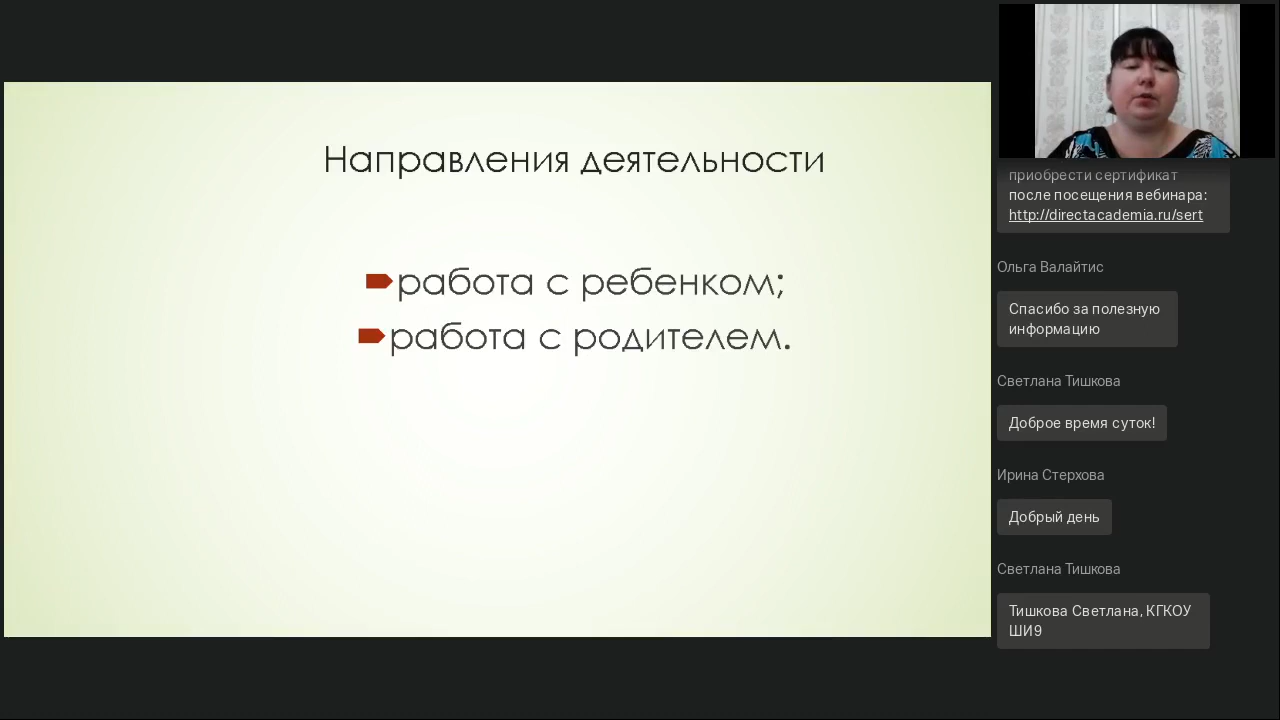 Направления деятельности
работа с ребенком;
работа с родителем.
приобрести сертификат
после посещения вебинара:
http://directacademia.ru/sert
Ольга Валайтис
Спасибо за полезную
информацию
Светлана Тишкова
Доброе время суток!
Ирина Стерхова
Добрый день
Светлана Тишкова
Тишкова Светлана, КГКОУ
ШИ9